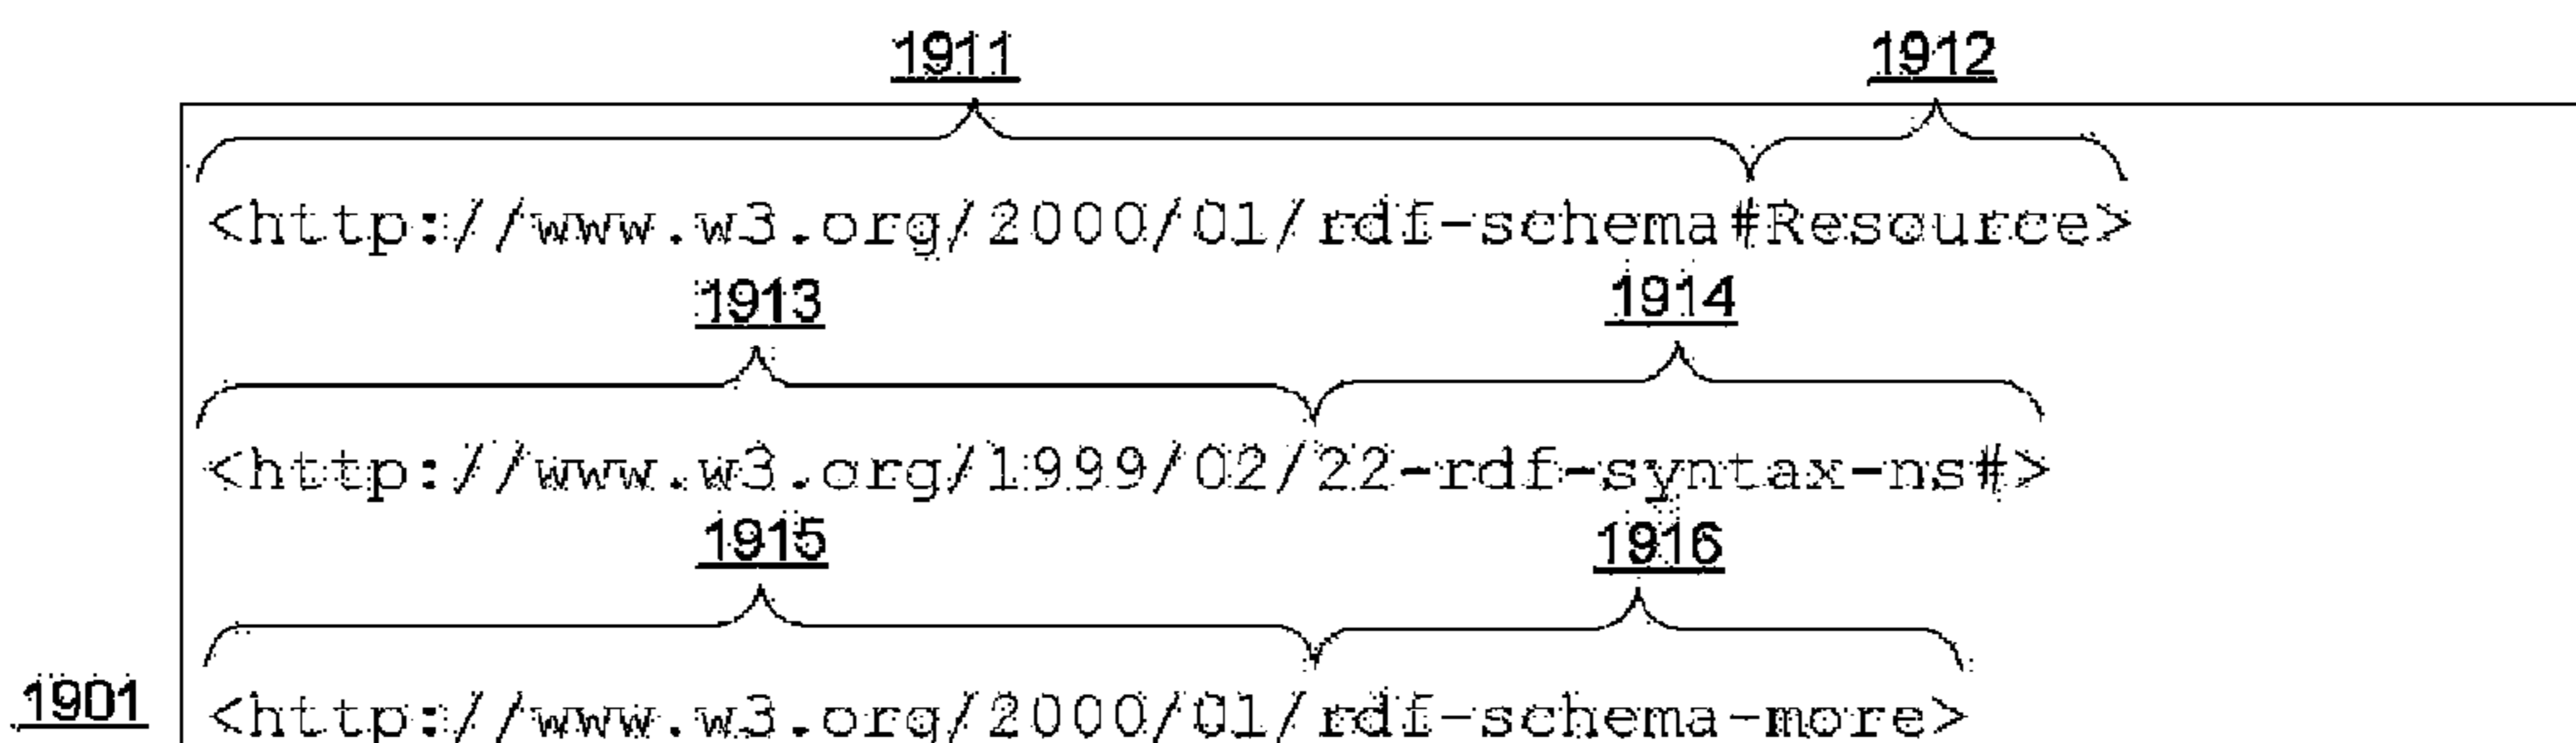 1911 1912
<http://www.w3.org/2000/01/rdf-schema#Resource>
1913 1914
<http://www.w3.org/1999/02/22-rdf-syntax-ns#>
1915 1916
1901 <http://www.w3.org/2000/01/rdf-schema-more>